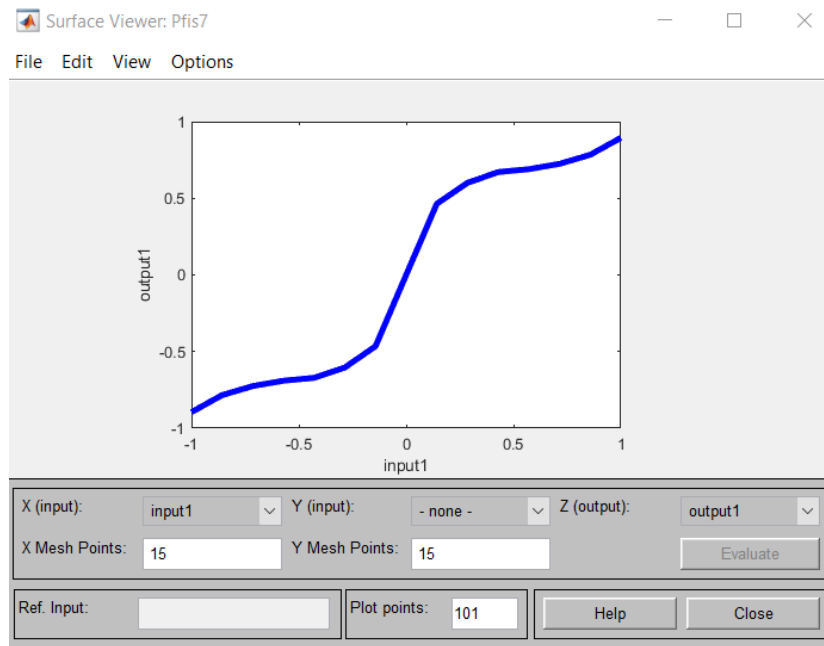 Surface Viewer: Pfis7
File Edit View Options
1
0.5
0
-0.5
-1
output1
-1 -0.5 0 0.5 1
input1
X (input): input1 Y (input): - none - Z (output): output1
X Mesh Points: 15 Y Mesh Points: 15 Evaluate
Ref. Input: Plot points: 101 Help Close